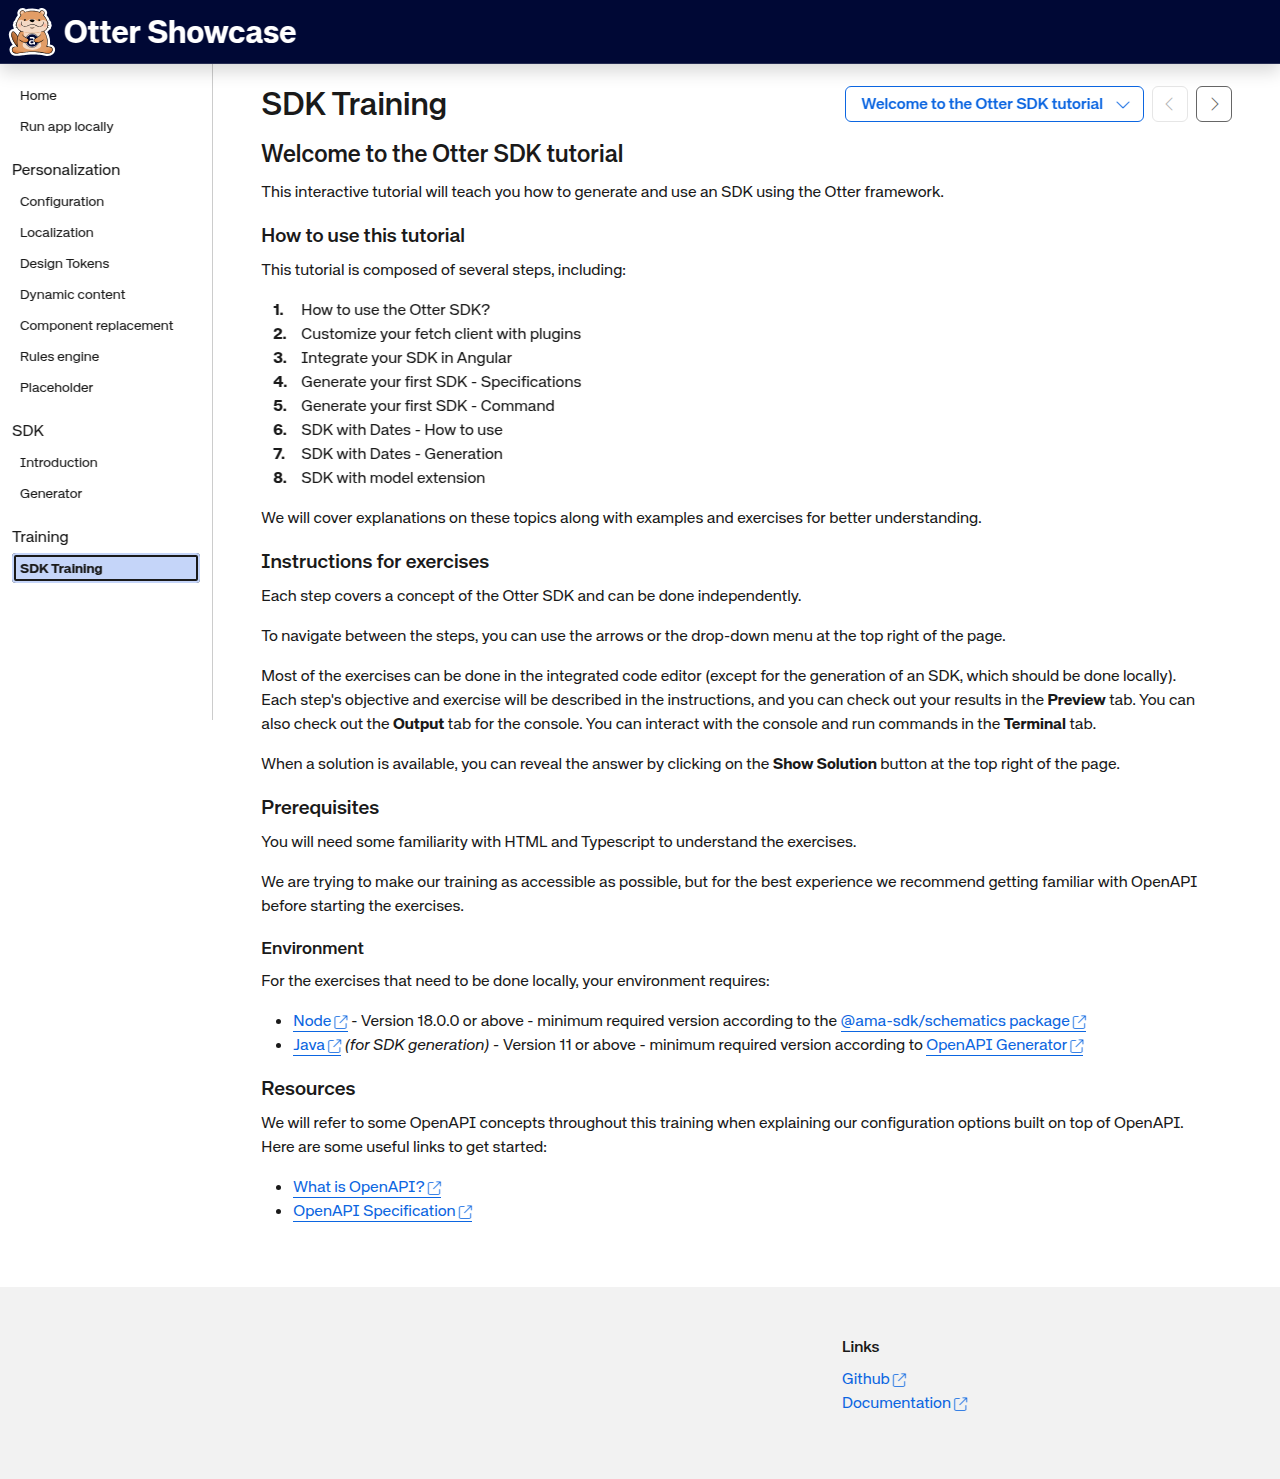 Otter Showcase
Home
Run app locally
Personalization
Configuration
Localization
Design Tokens
Dynamic content
Component replacement
Rules engine
Placeholder
SDK
Introduction
Generator
Training
SDK Training
SDK Training
Welcome to the Otter SDK tutorial
Welcome to the Otter SDK tutorial
This interactive tutorial will teach you how to generate and use an SDK using the Otter framework.
How to use this tutorial
This tutorial is composed of several steps, including:
1. How to use the Otter SDK?
2. Customize your fetch client with plugins
3. Integrate your SDK in Angular
4. Generate your first SDK - Specifications
5. Generate your first SDK - Command
6. SDK with Dates - How to use
7. SDK with Dates - Generation
8. SDK with model extension
We will cover explanations on these topics along with examples and exercises for better understanding.
Instructions for exercises
Each step covers a concept of the Otter SDK and can be done independently.
To navigate between the steps, you can use the arrows or the drop-down menu at the top right of the page.
Most of the exercises can be done in the integrated code editor (except for the generation of an SDK, which should be done locally).
Each step's objective and exercise will be described in the instructions, and you can check out your results in the Preview tab. You can
also check out the Output tab for the console. You can interact with the console and run commands in the Terminal tab.
When a solution is available, you can reveal the answer by clicking on the Show Solution button at the top right of the page.
Prerequisites
You will need some familiarity with HTML and Typescript to understand the exercises.
We are trying to make our training as accessible as possible, but for the best experience we recommend getting familiar with OpenAPI
before starting the exercises.
Environment
For the exercises that need to be done locally, your environment requires:
• Node - Version 18.0.0 or above - minimum required version according to the @ama-sdk/schematics package
• Java (for SDK generation) - Version 11 or above - minimum required version according to OpenAPI Generator
Resources
We will refer to some OpenAPI concepts throughout this training when explaining our configuration options built on top of OpenAPI.
Here are some useful links to get started:
• What is OpenAPI?
• OpenAPI Specification
Links
Github
Documentation